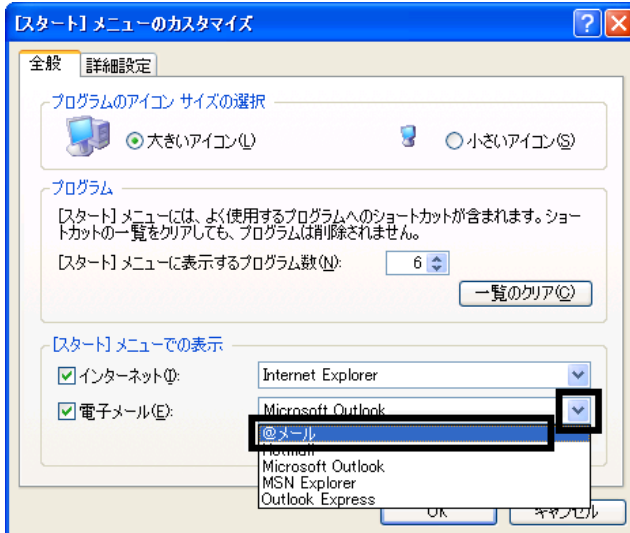 [スタート] メニューのカスタマイズ
全般
詳細設定
プログラムのアイコン サイズの選択
大きいアイコン(L)
小さいアイコン(S)
プログラム
[スタート] メニューには、よく使用するプログラムへのショートカットが含まれます。ショー
トカットの一覧をクリアしても、プログラムは削除されません。
[スタート] メニューに表示するプログラム数(N):
6
一覧のクリア(C)
[スタート] メニューでの表示
インターネット(I):
Internet Explorer
電子メール(E):
Microsoft Outlook
@メール
Hotmail
Microsoft Outlook
MSN Explorer
Outlook Express
OK
キャンセル